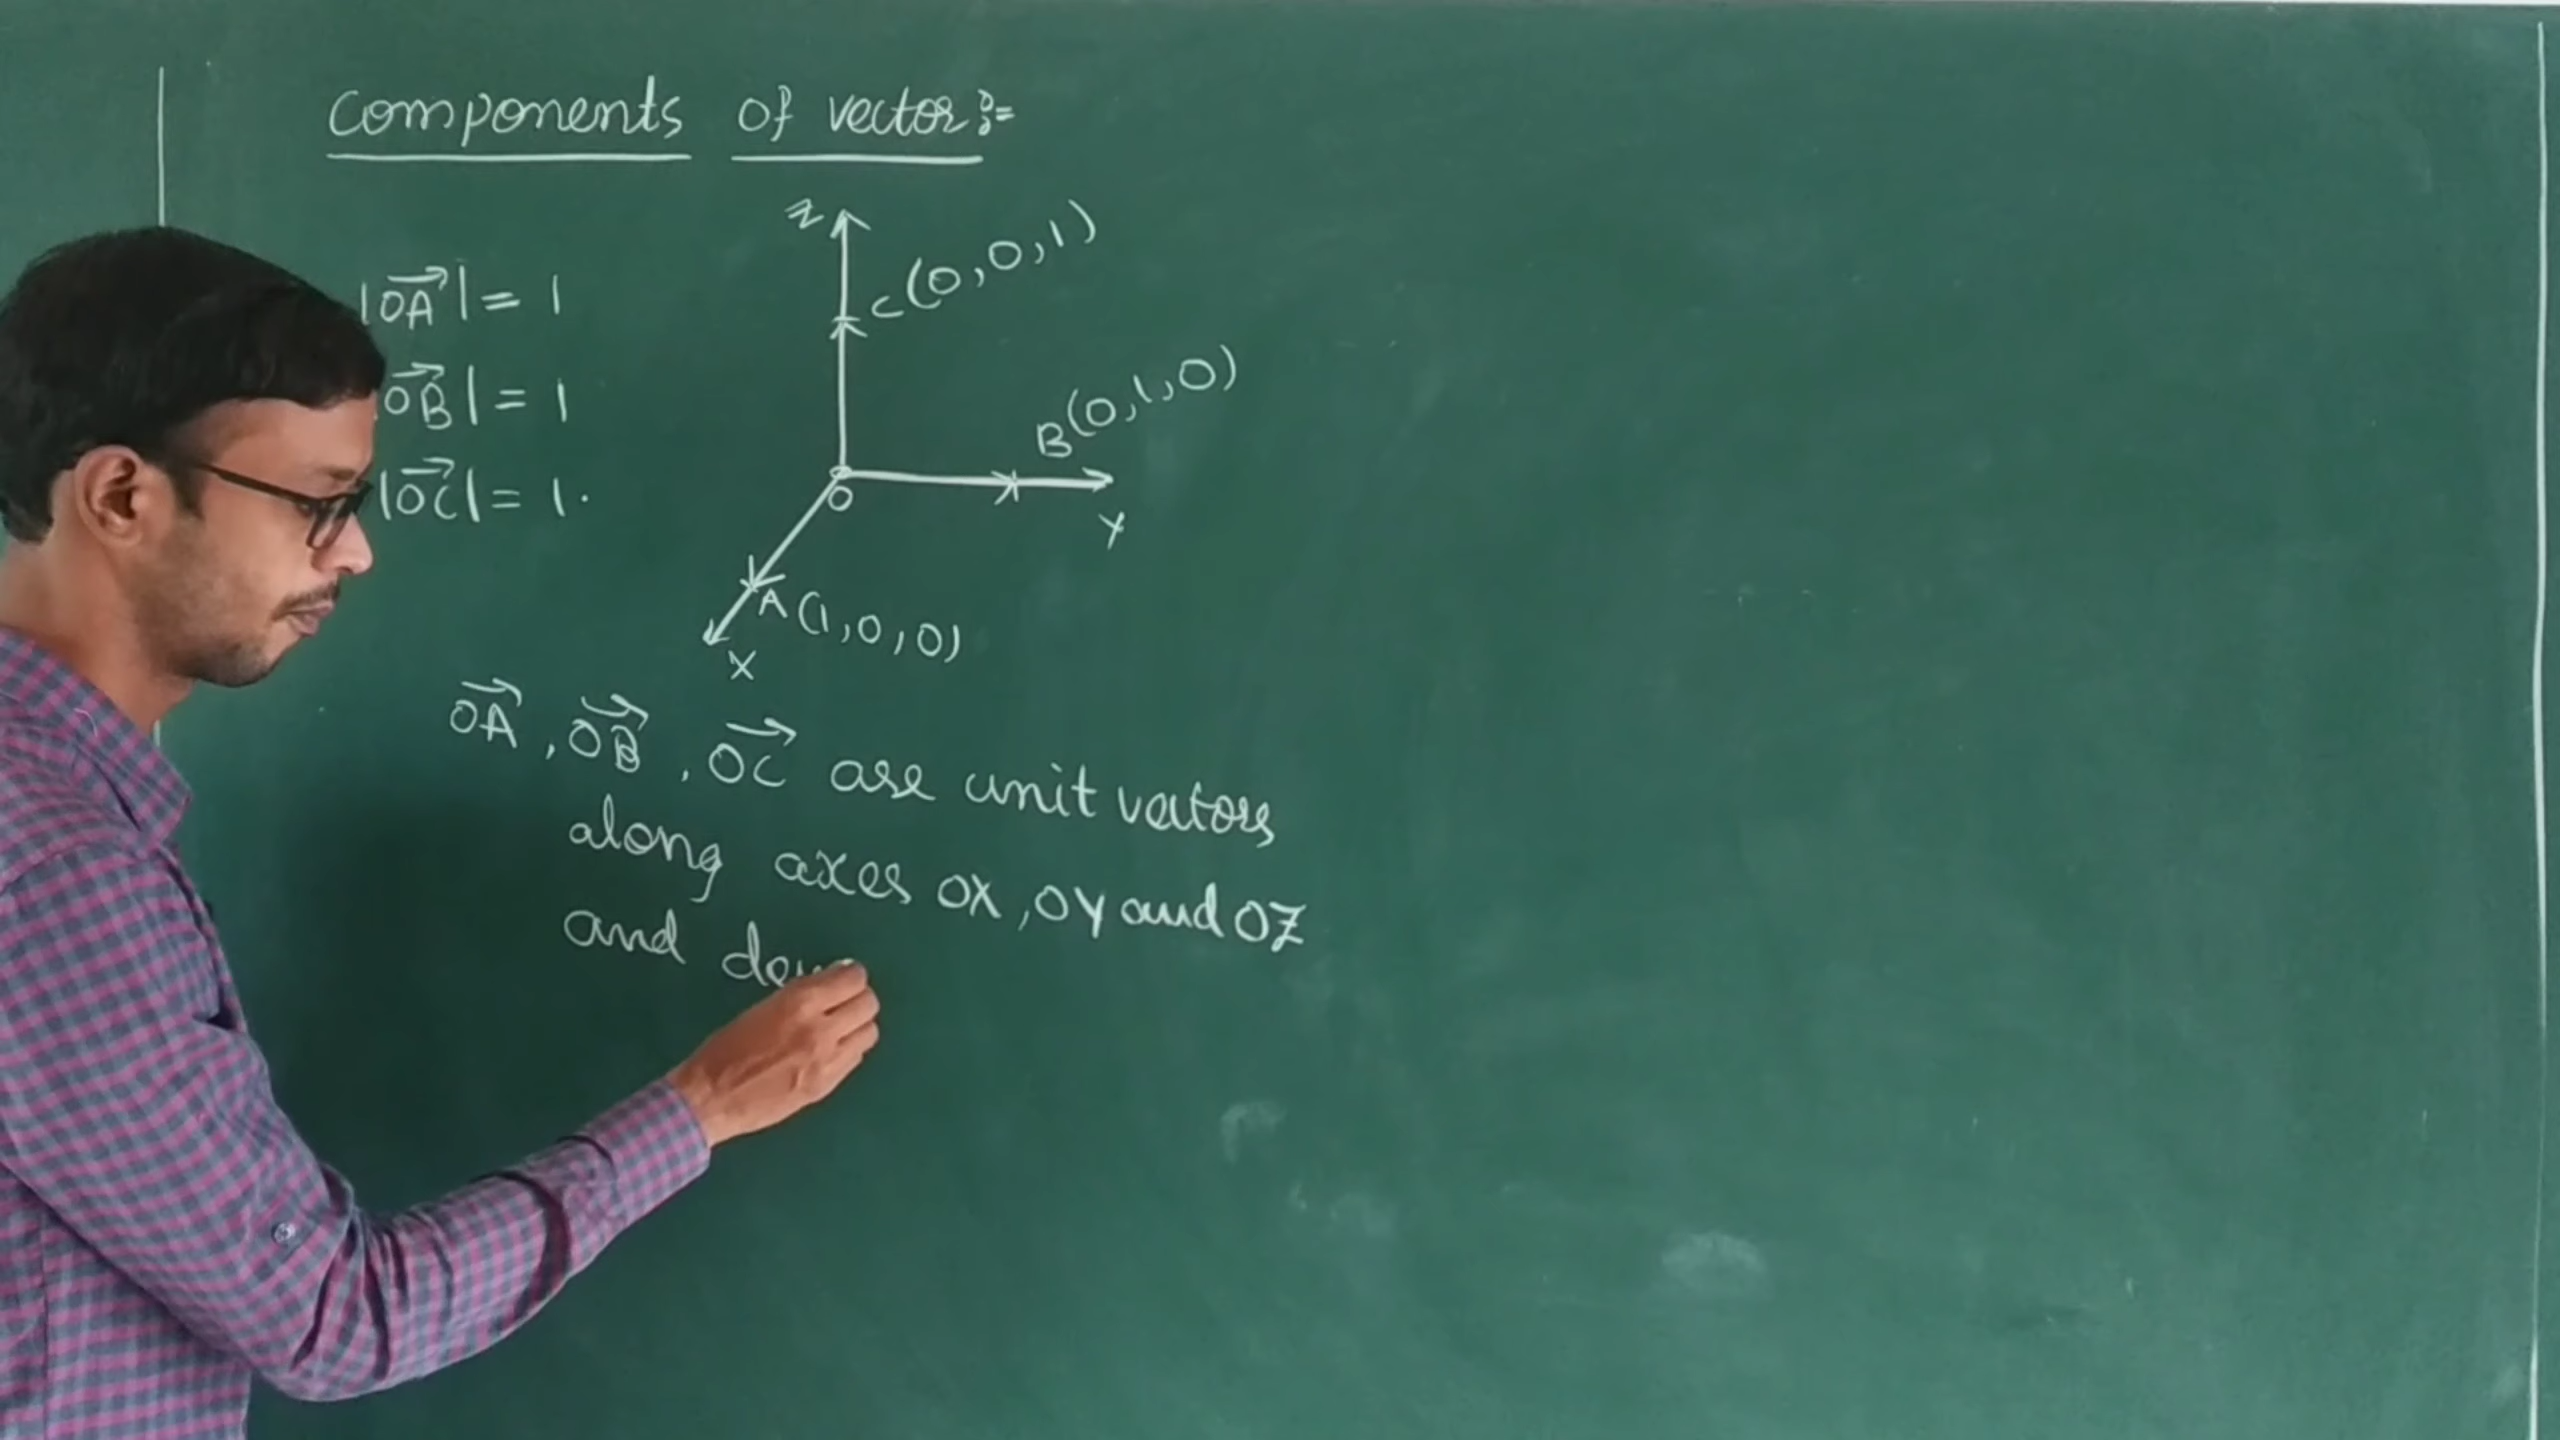 Components of vector:=
Z
C(0,0,1)
|OA| = 1
B(0,1,0)
|OB| = 1
|OC| = 1.
O
Y
A(1,0,0)
X
OA, OB, OC are unit vectors
along axes OX, OY and OZ
and